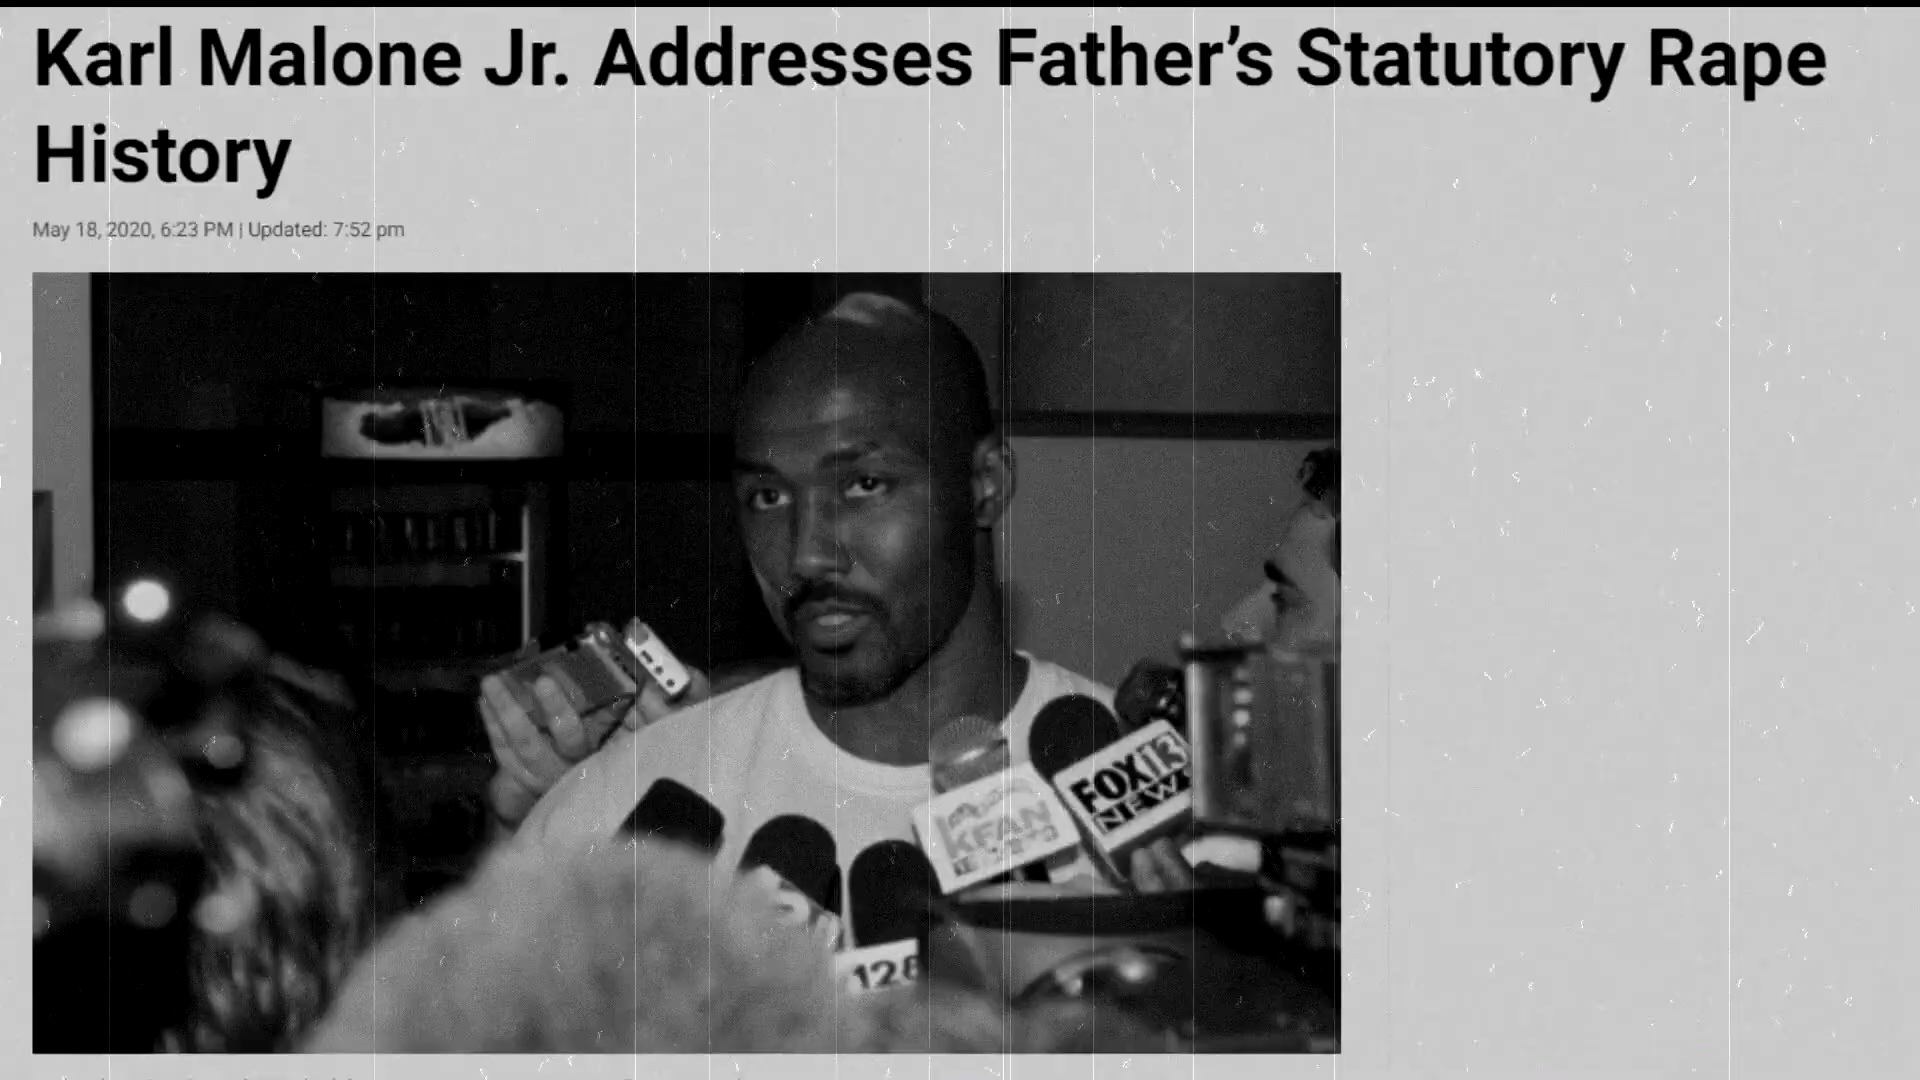 Karl Malone Jr. Addresses Father’s Statutory Rape
History
May 18, 2020, 6:23 PM | Updated: 7:52 pm
FOX 13
NEWS
KFAN
128